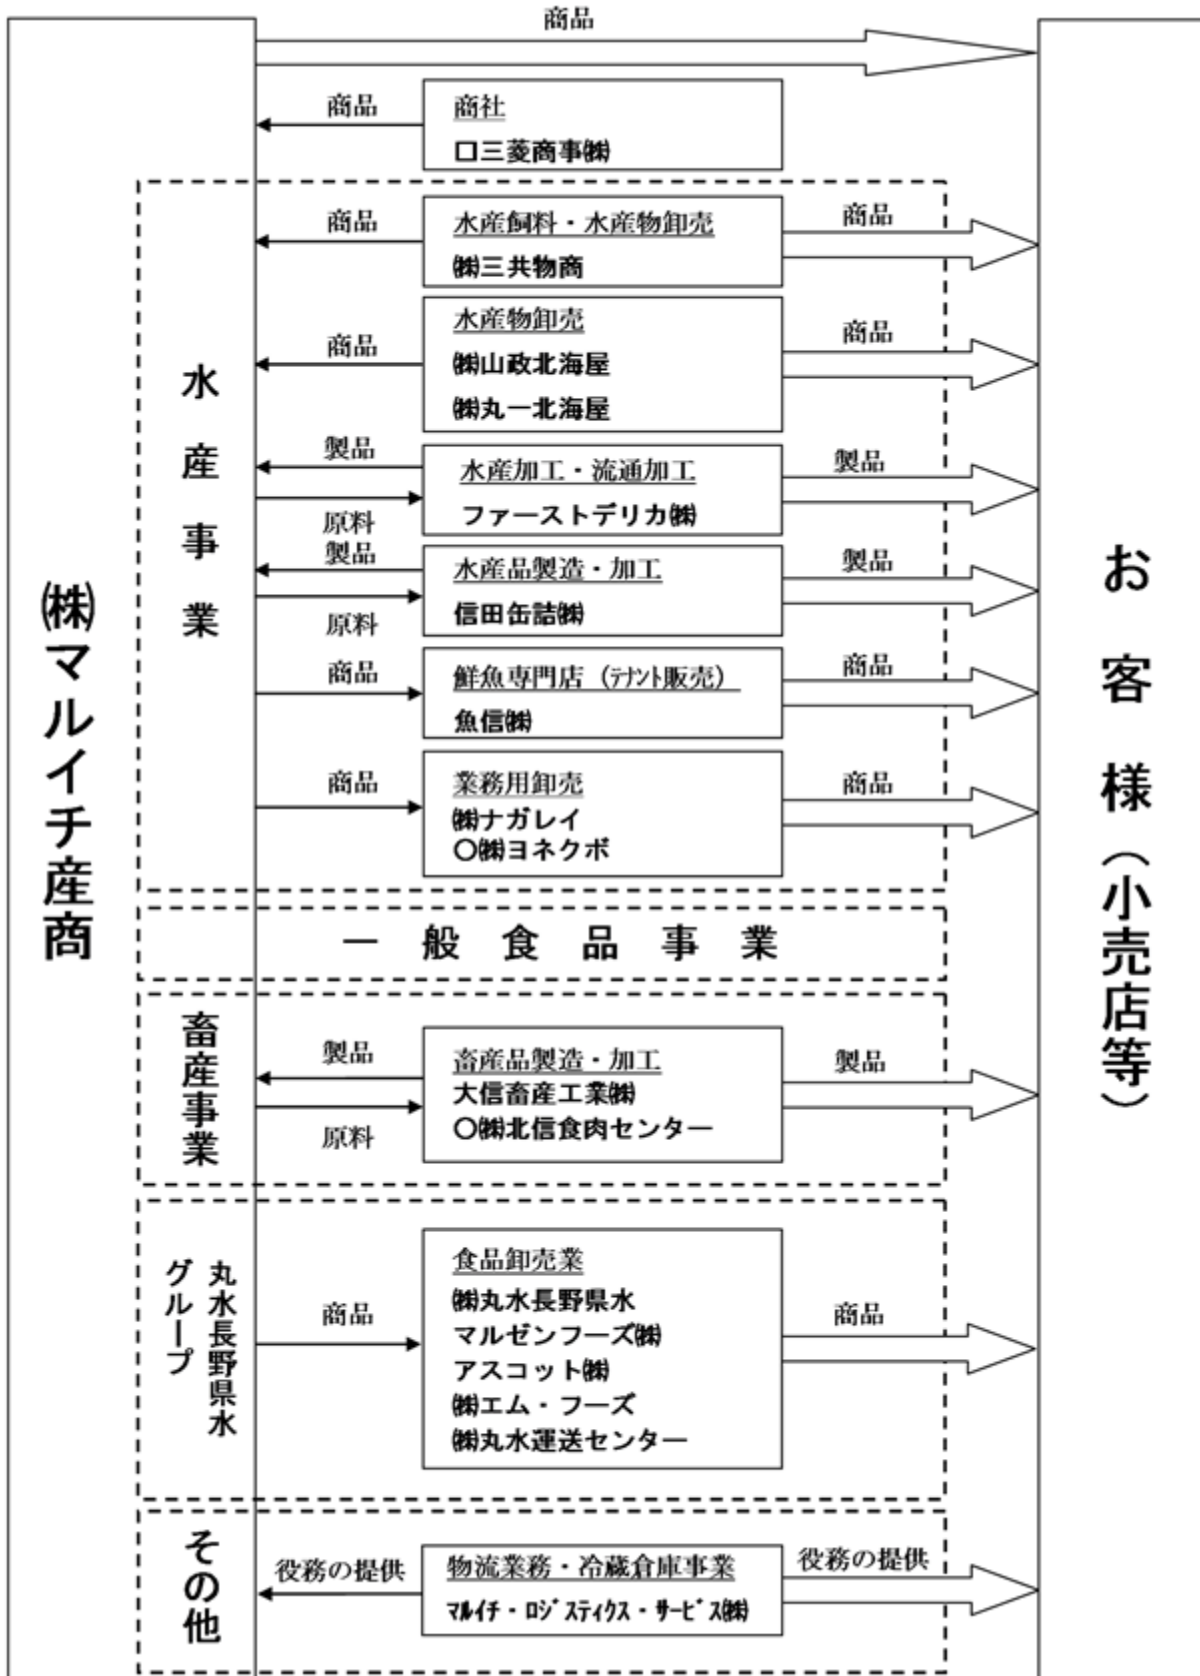 商品
㈱マルイチ産商
お客様（小売店等）
商品
商社
□三菱商事㈱
水産事業
商品
水産飼料・水産物卸売
㈱三共物商
商品
商品
水産物卸売
㈱山政北海屋
㈱丸一北海屋
商品
製品
原料
水産加工・流通加工
ファーストデリカ㈱
製品
製品
原料
水産品製造・加工
信田缶詰㈱
製品
商品
鮮魚専門店（ﾃﾅﾝﾄ販売）
魚信㈱
商品
商品
業務用卸売
㈱ナガレイ
○㈱ヨネクボ
商品
一般食品事業
畜産事業
製品
原料
畜産品製造・加工
大信畜産工業㈱
○㈱北信食肉センター
製品
丸水長野県水
グループ
商品
食品卸売業
㈱丸水長野県水
マルゼンフーズ㈱
アスコット㈱
㈱エム・フーズ
㈱丸水運送センター
商品
その他
役務の提供
物流業務・冷蔵倉庫事業
ﾏﾙｲﾁ・ﾛｼﾞｽﾃｨｸｽ・ｻｰﾋﾞｽ㈱
役務の提供